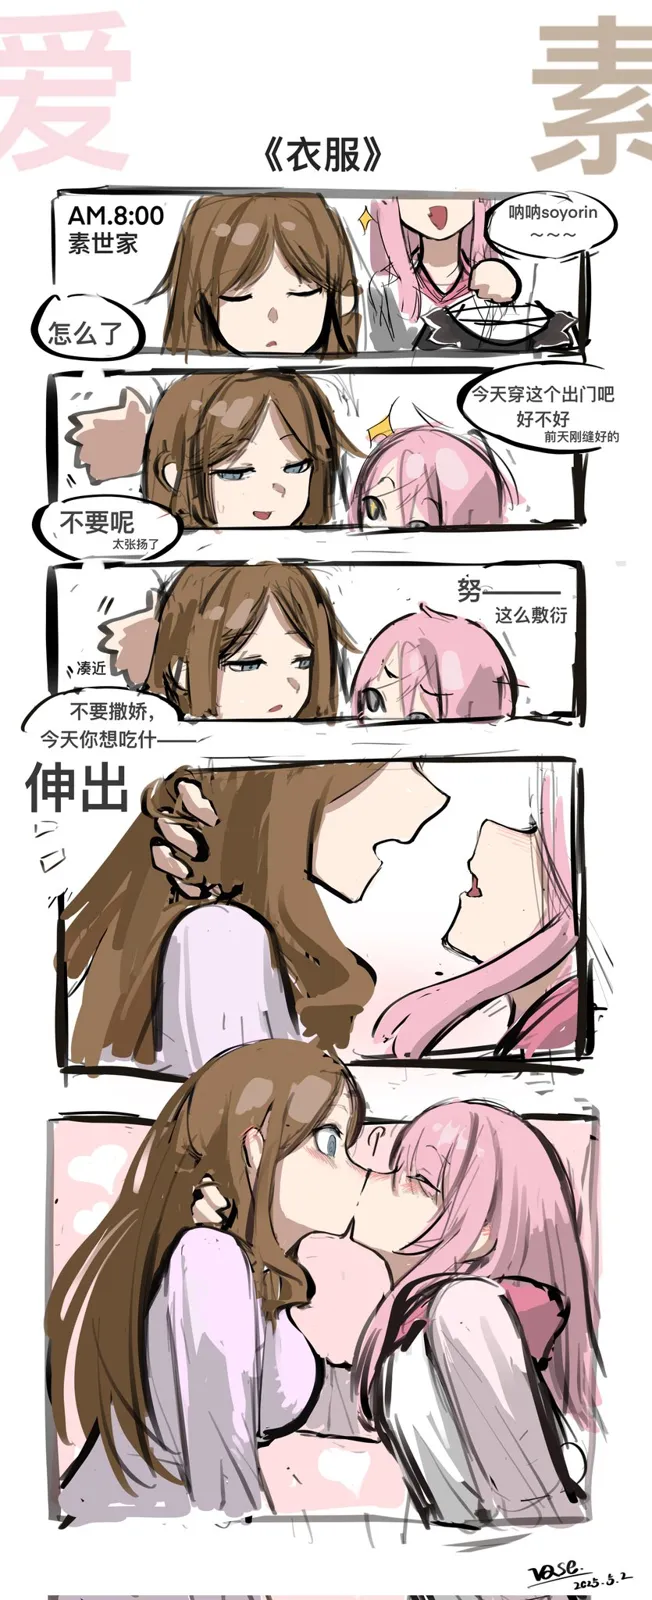 爱
素
《衣服》
AM.8:00
素世家
呐呐soyorin
~~~
怎么了
今天穿这个出门吧
好不好
前天刚缝好的
不要呢
太张扬了
努——
这么敷衍
凑近
不要撒娇，
今天你想吃什——
伸出
vase.
2025.5.2